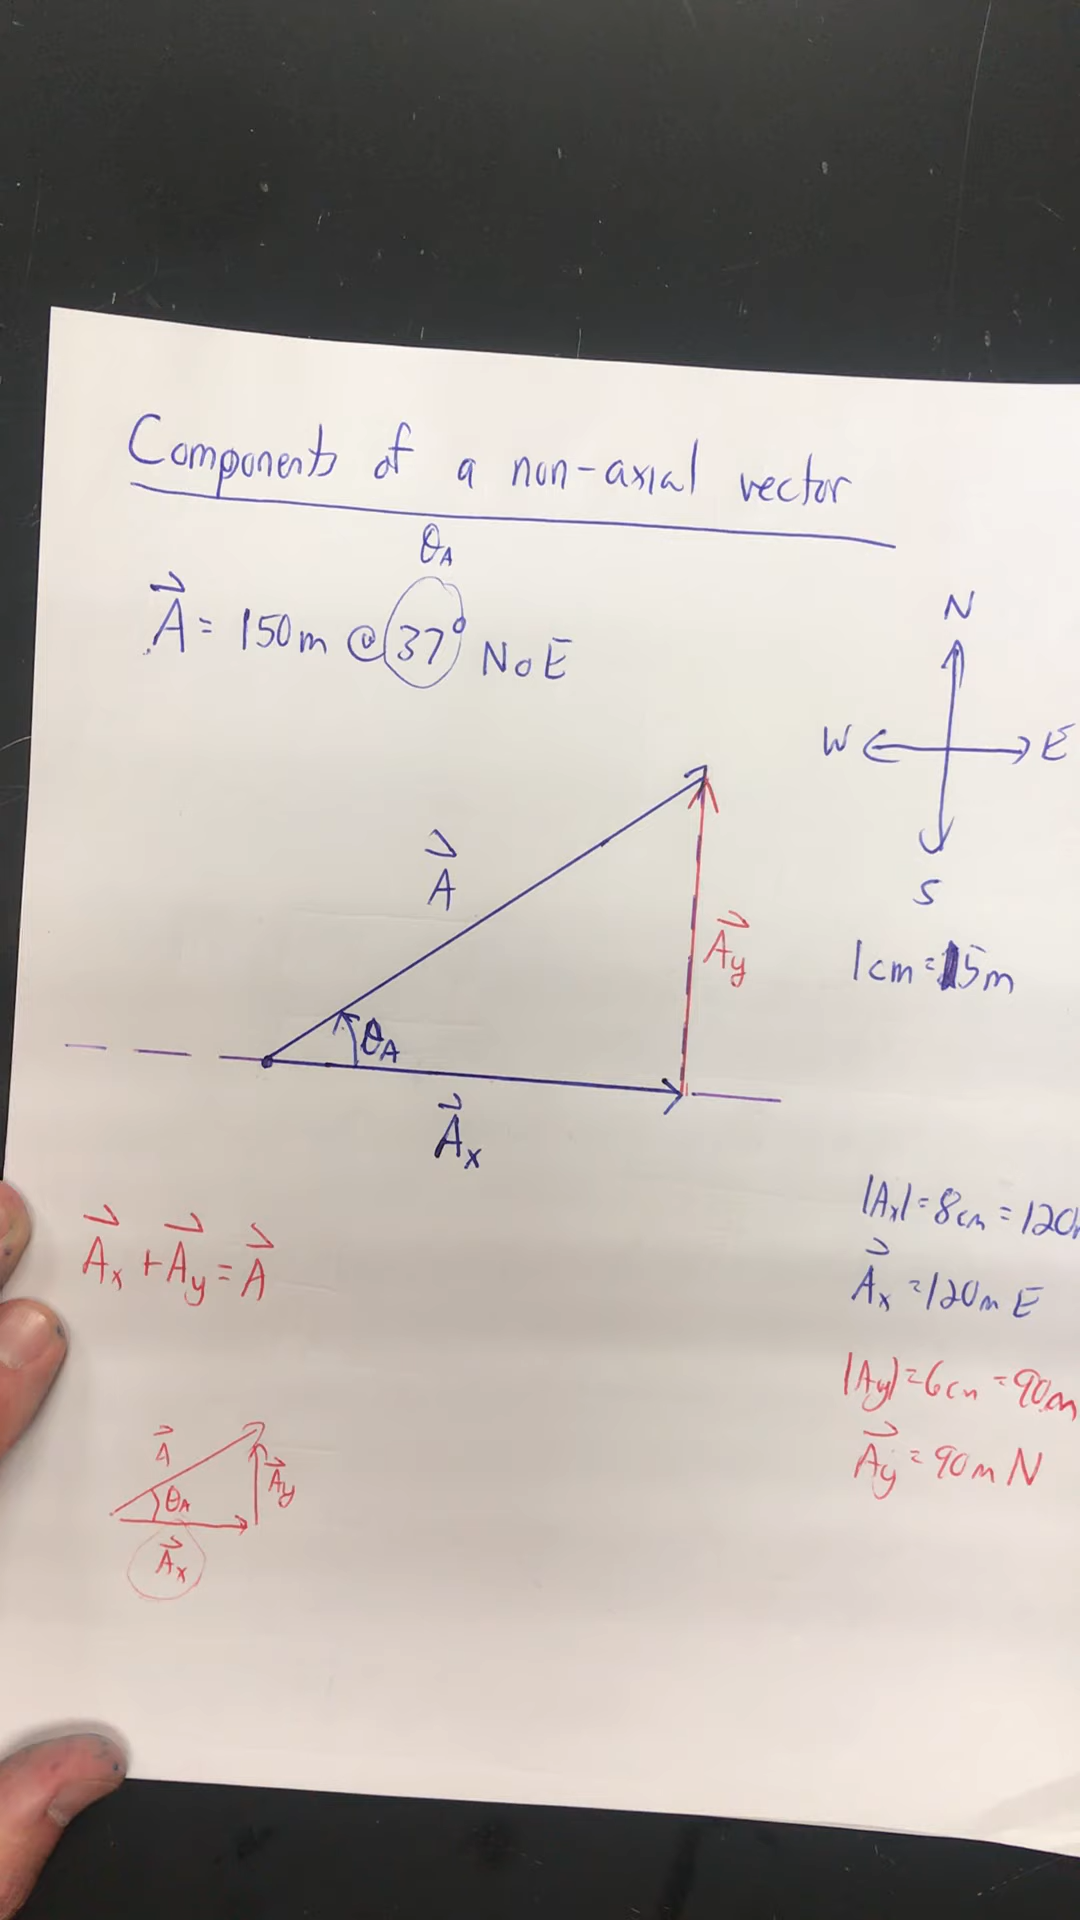 Components of a non-axial vector
θA
A = 150m @ 37° N o E
N
W E
S
A
Ay
1cm = 15m
θA
Ax
|Ax| = 8cm = 120
Ax + Ay = A
Ax = 120m E
|Ay| = 6cm = 90m
Ay = 90m N
A
Ay
θA
Ax